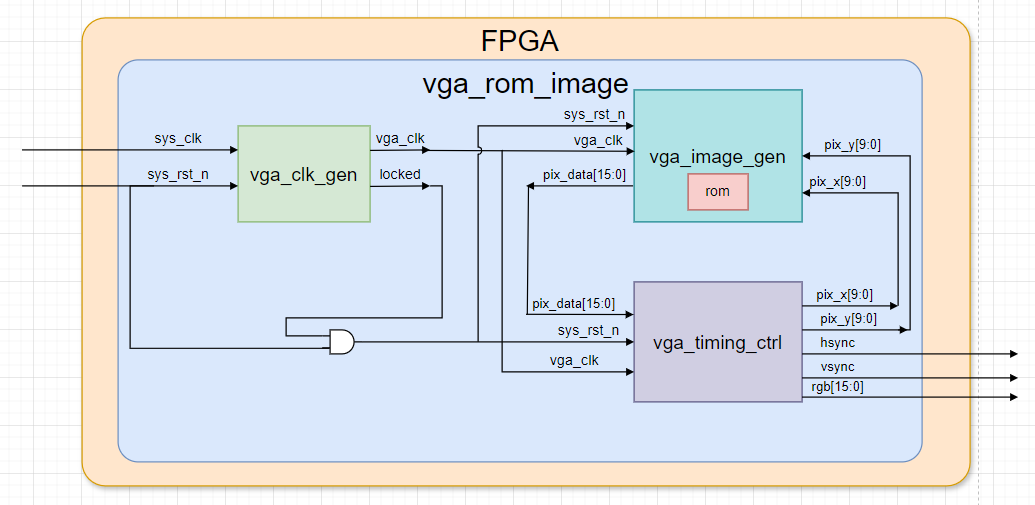 FPGA
vga_rom_image
sys_clk
sys_rst_n
vga_clk_gen
vga_clk
locked
sys_rst_n
vga_clk
pix_data[15:0]
vga_image_gen
rom
pix_y[9:0]
pix_x[9:0]
pix_data[15:0]
sys_rst_n
vga_clk
vga_timing_ctrl
pix_x[9:0]
pix_y[9:0]
hsync
vsync
rgb[15:0]